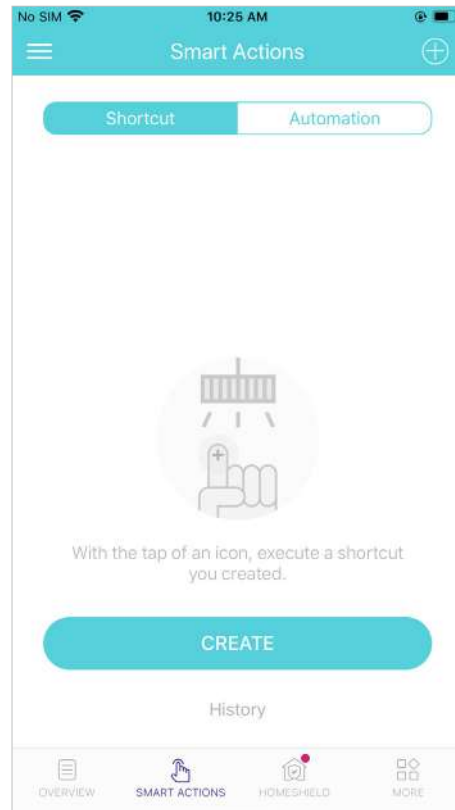 No SIM 10:25 AM
Smart Actions
Shortcut Automation
With the tap of an icon, execute a shortcut
you created.
CREATE
History
OVERVIEW SMART ACTIONS HOMESHIELD MORE